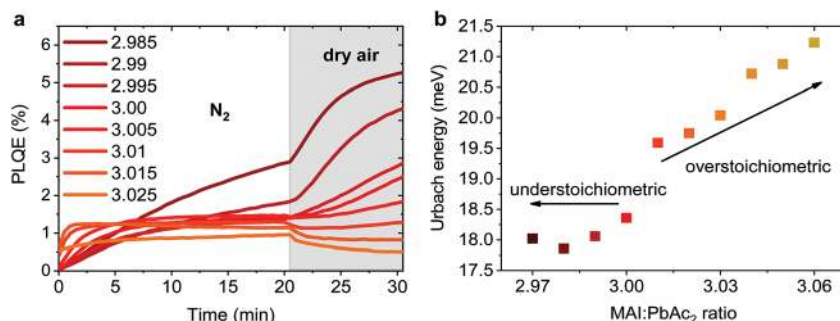 a
6
5
4
3
2
1
0
PLQE (%)
2.985
2.99
2.995
3.00
3.005
3.01
3.015
3.025
N₂
dry air
0 5 10 15 20 25 30
Time (min)
b
21.5
21.0
20.5
20.0
19.5
19.0
18.5
18.0
17.5
Urbach energy (meV)
understoichiometric
overstoichiometric
2.97 3.00 3.03 3.06
MAI:PbAc₂ ratio